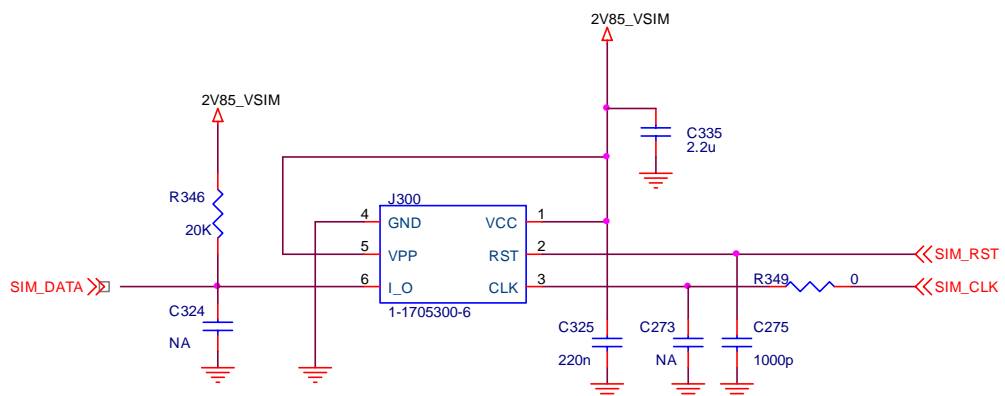 2V85_VSIM
2V85_VSIM
C335
2.2u
R346
20K
J300
4 GND VCC 1
5 VPP RST 2
6 I_O CLK 3
1-1705300-6
SIM_DATA
SIM_RST
R349 0
SIM_CLK
C324
NA
C325
220n
C273
NA
C275
1000p